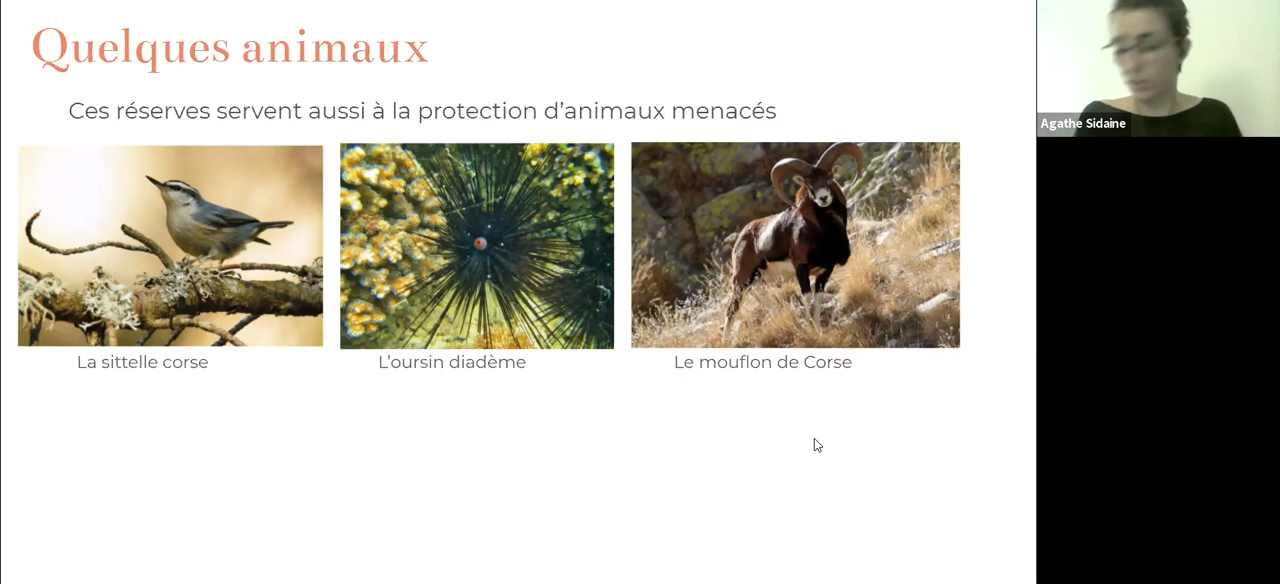 Quelques animaux
Ces réserves servent aussi à la protection d'animaux menacés
La sittelle corse
L'oursin diadème
Le mouflon de Corse
Agathe Sidaine